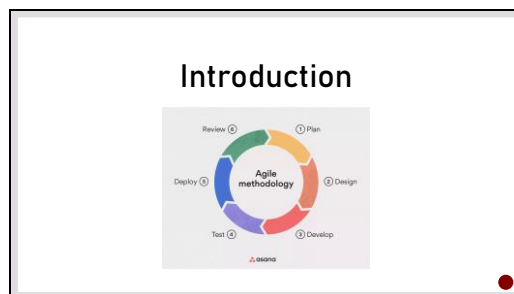 Introduction
Review ⑥
① Plan
Agile
methodology
Deploy ⑤
② Design
Test ④
③ Develop
asana